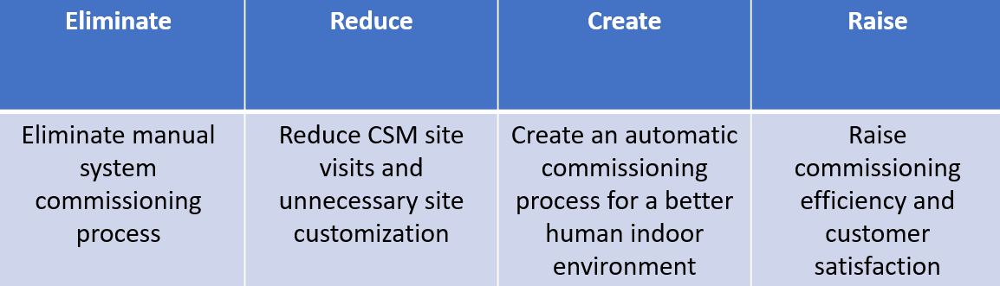 Eliminate
Reduce
Create
Raise
Eliminate manual
system
commissioning
process
Reduce CSM site
visits and
unnecessary site
customization
Create an automatic
commissioning
process for a better
human indoor
environment
Raise
commissioning
efficiency and
customer
satisfaction